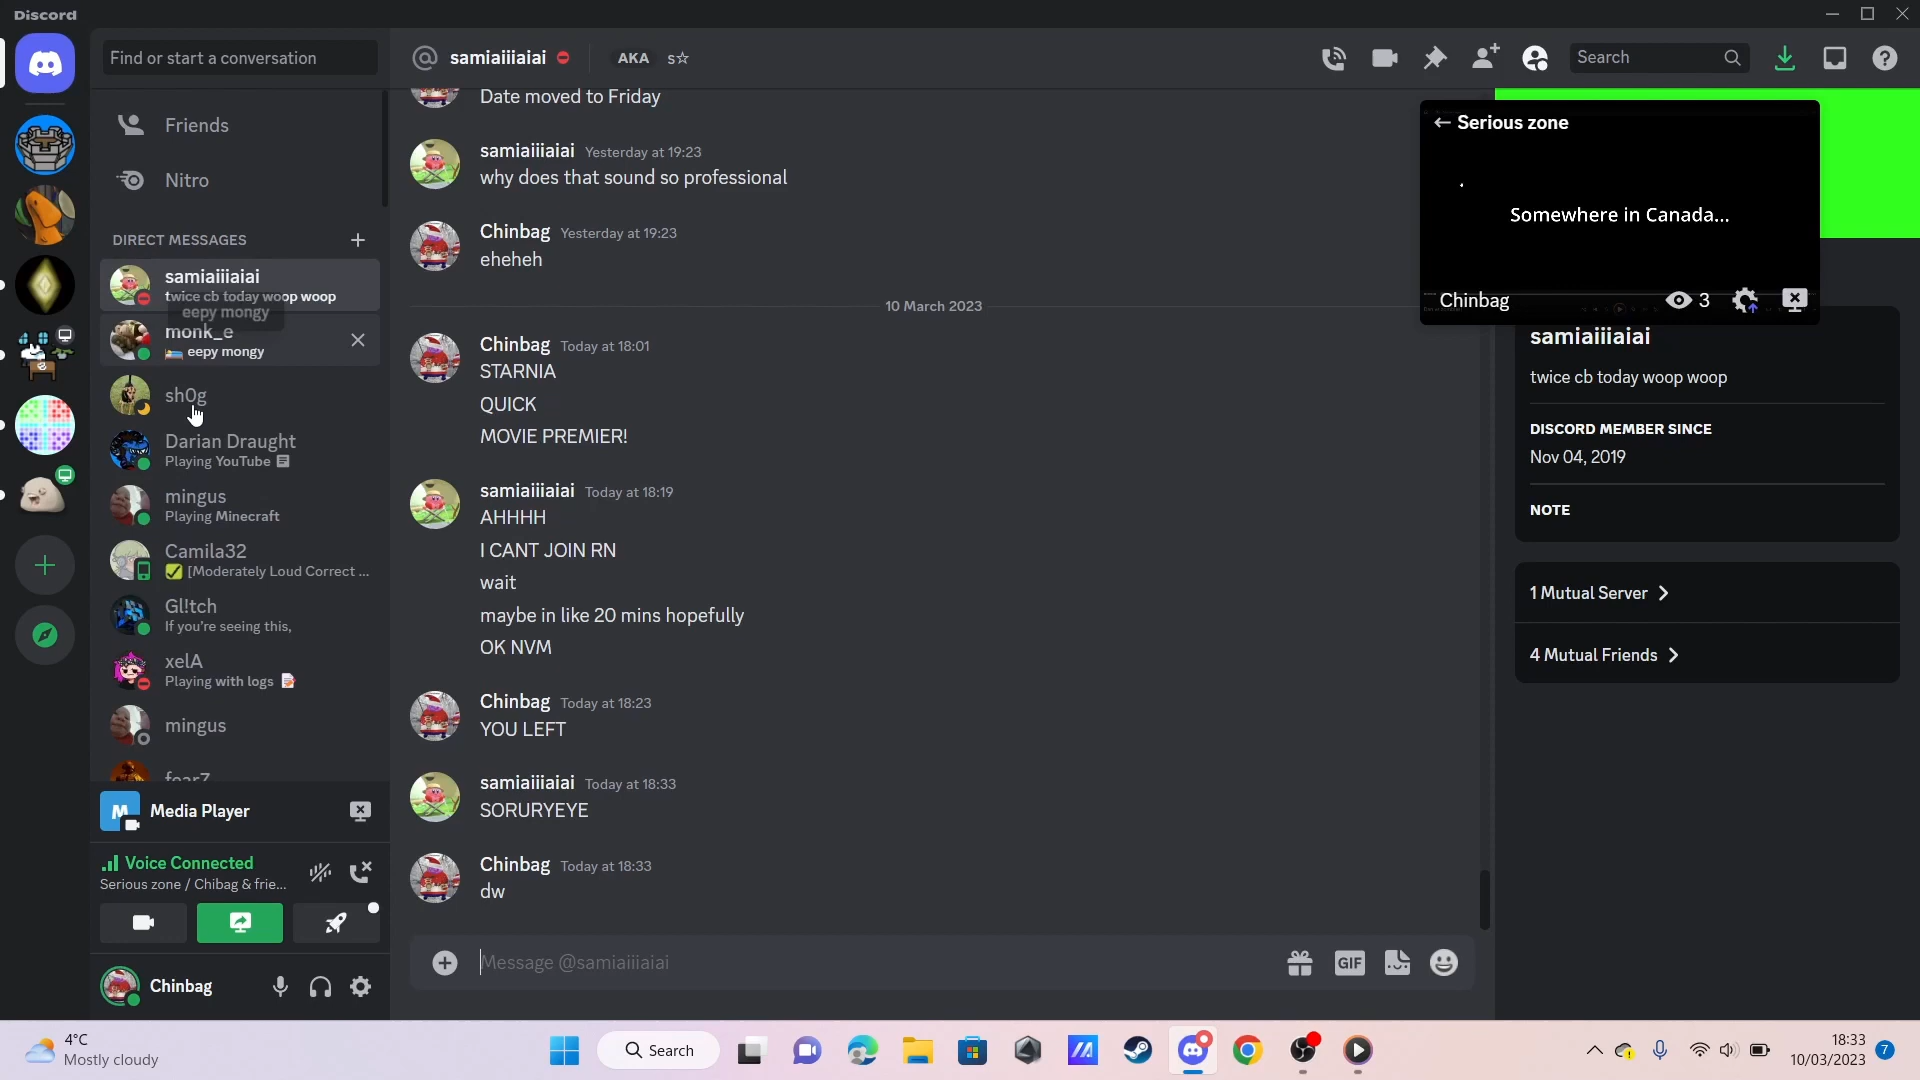 Discord
Find or start a conversation
Friends
Nitro
DIRECT MESSAGES
samiaiiiaiai
twice cb today woop woop
eepy mongy
monk_e
eepy mongy
sh0g
Darian Draught
Playing YouTube
mingus
Playing Minecraft
Camila32
[Moderately Loud Correct ...
Gl!tch
If you're seeing this,
xelA
Playing with logs
mingus
fearZ
M
Media Player
Voice Connected
Serious zone / Chibag & frie...
Chinbag
samiaiiiaiai
AKA s☆
Search
Date moved to Friday
samiaiiiaiai Yesterday at 19:23
why does that sound so professional
Chinbag Yesterday at 19:23
eheheh
10 March 2023
Chinbag Today at 18:01
STARNIA
QUICK
MOVIE PREMIER!
samiaiiiaiai Today at 18:19
AHHHH
I CANT JOIN RN
wait
maybe in like 20 mins hopefully
OK NVM
Chinbag Today at 18:23
YOU LEFT
samiaiiiaiai Today at 18:33
SORURYEYE
Chinbag Today at 18:33
dw
Message @samiaiiiaiai
GIF
Serious zone
Somewhere in Canada...
Chinbag 3
samiaiiiaiai
twice cb today woop woop
DISCORD MEMBER SINCE
Nov 04, 2019
NOTE
1 Mutual Server
4 Mutual Friends
4°C
Mostly cloudy
Search
18:33
10/03/2023
7